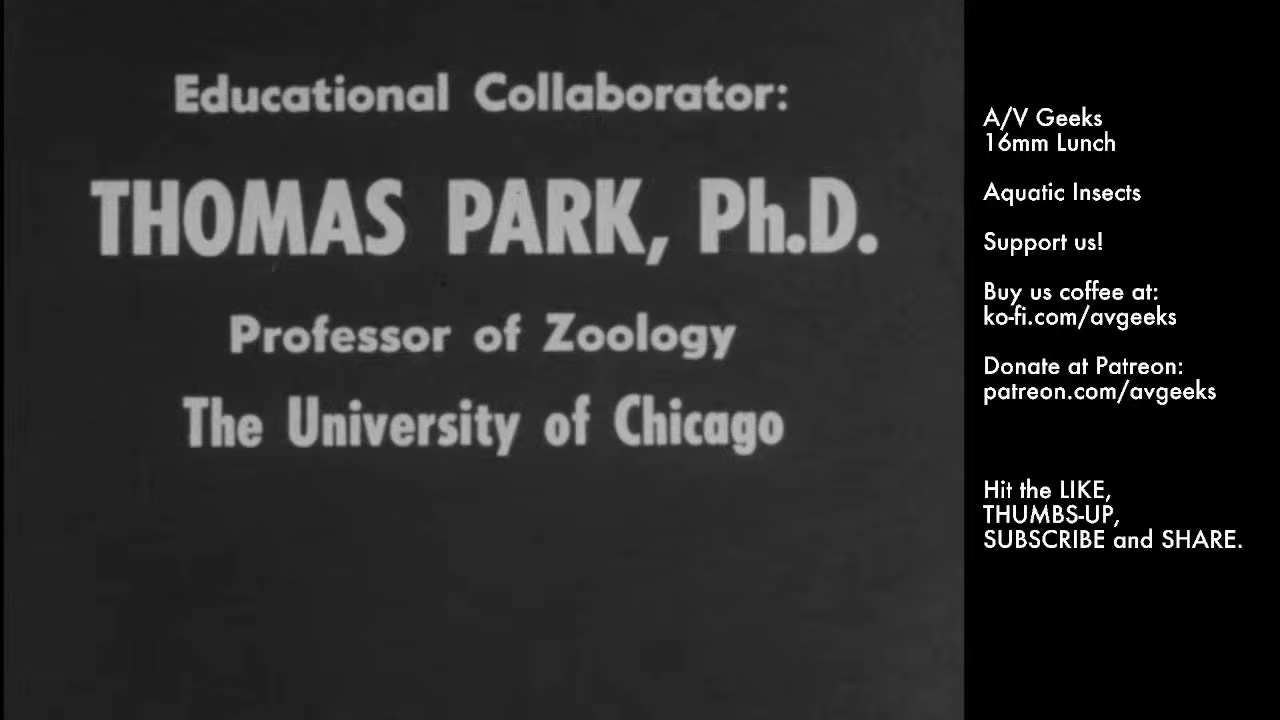 Educational Collaborator:
THOMAS PARK, Ph.D.
Professor of Zoology
The University of Chicago
A/V Geeks
16mm Lunch
Aquatic Insects
Support us!
Buy us coffee at:
ko-fi.com/avgeeks
Donate at Patreon:
patreon.com/avgeeks
Hit the LIKE,
THUMBS-UP,
SUBSCRIBE and SHARE.